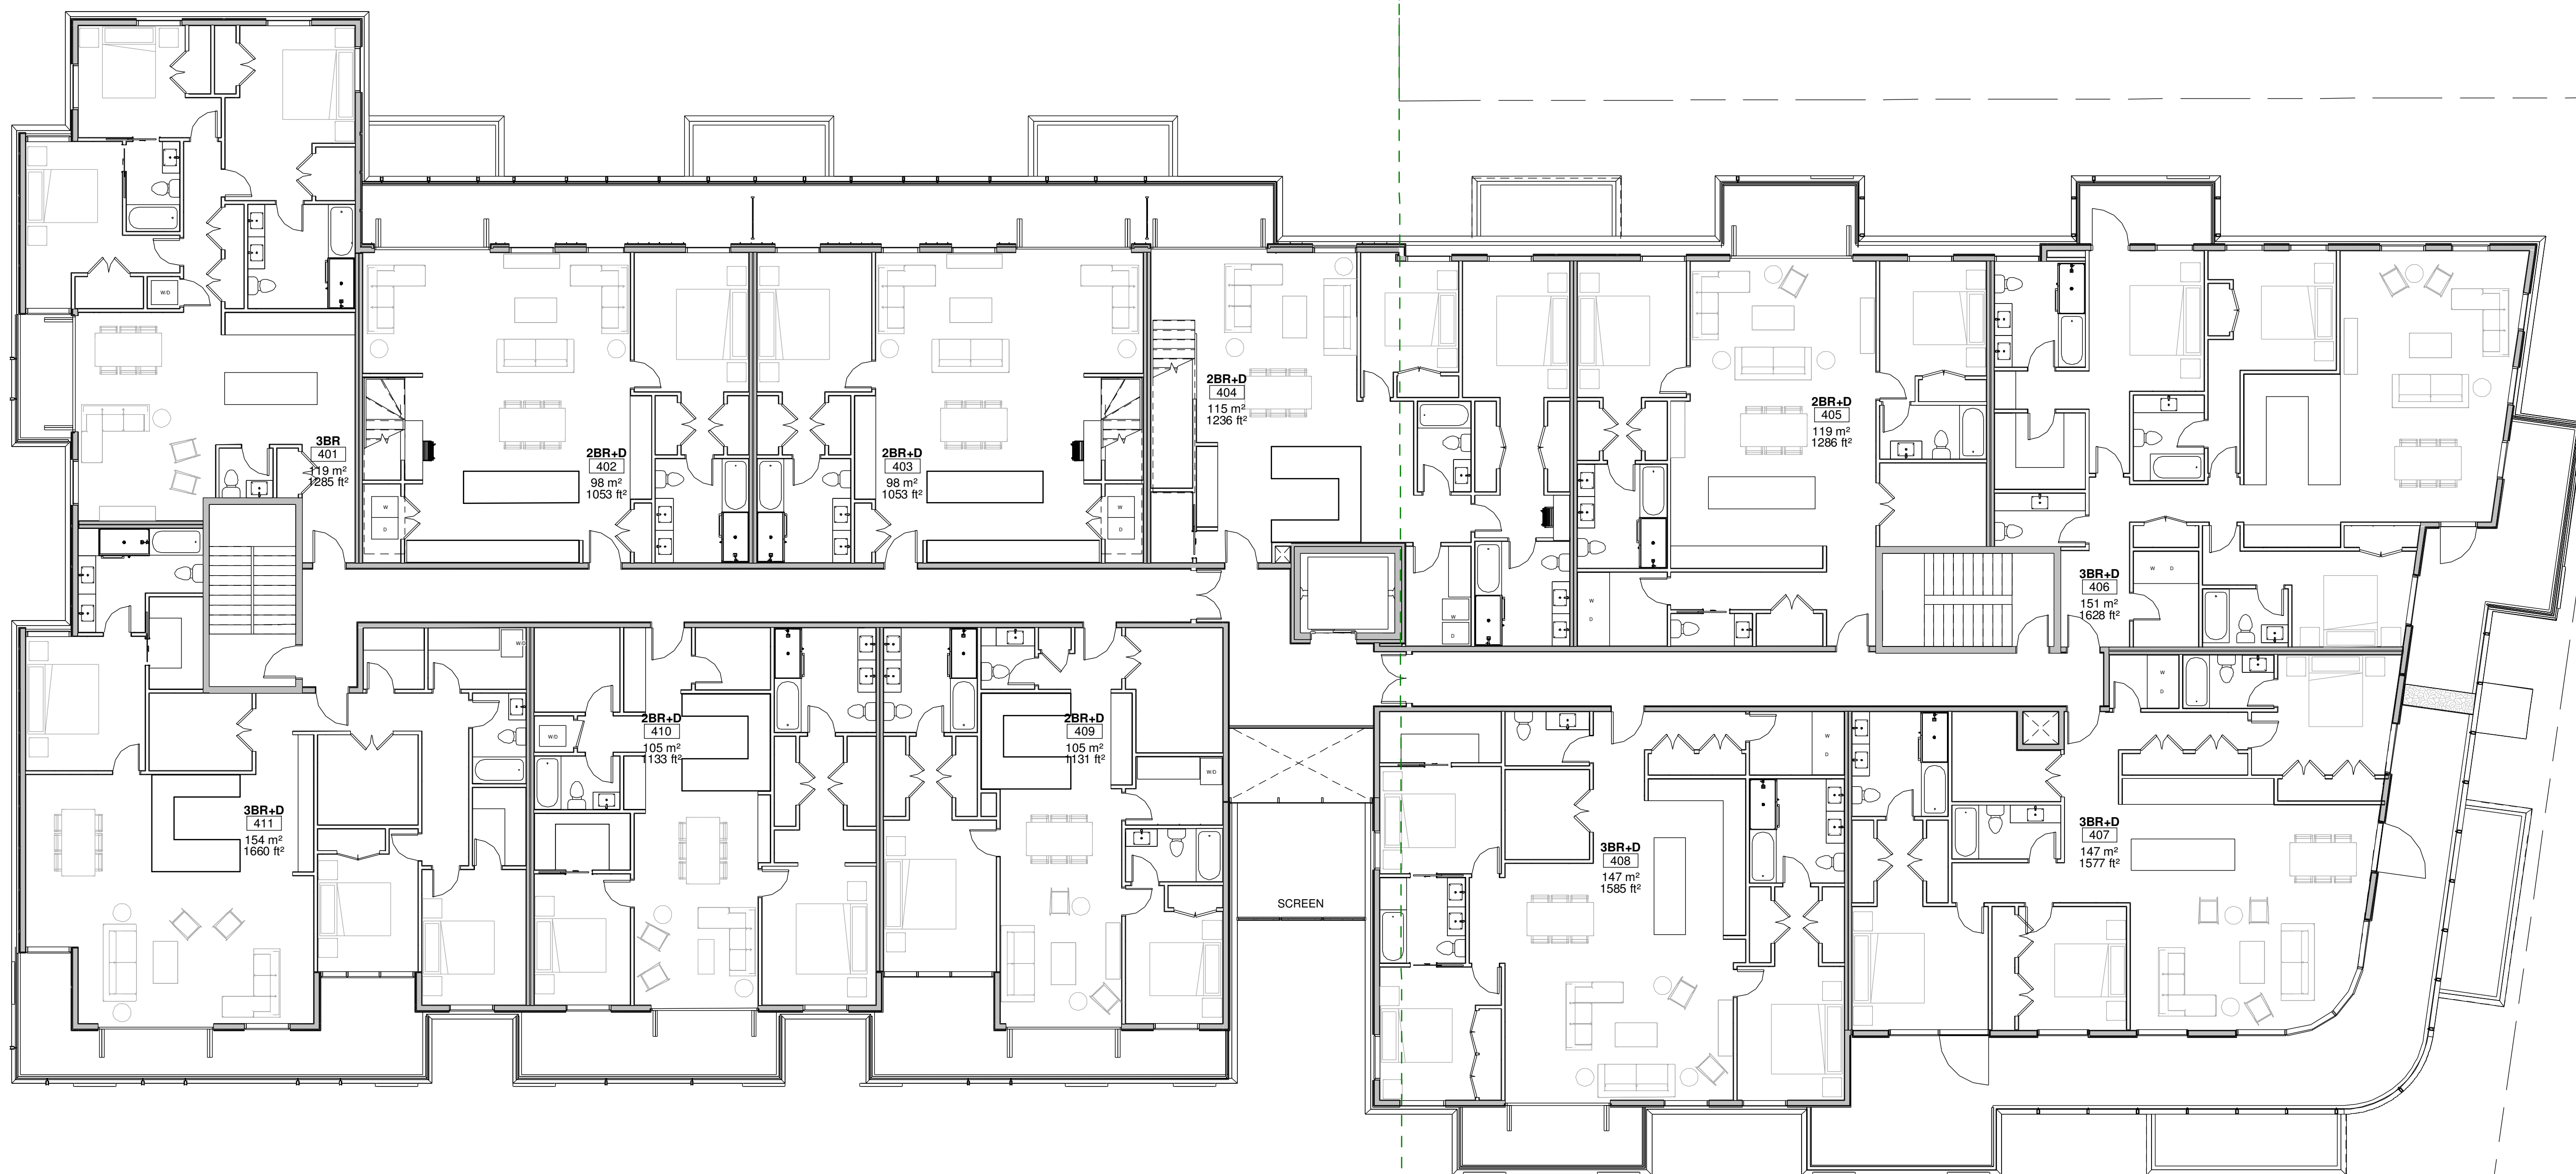 W/D
3BR
401
119 m²
1285 ft²
2BR+D
402
98 m²
1053 ft²
W
D
2BR+D
403
98 m²
1053 ft²
W
D
2BR+D
404
115 m²
1236 ft²
W
D
2BR+D
405
119 m²
1286 ft²
W
D
3BR+D
406
151 m²
1628 ft²
W D
3BR+D
411
154 m²
1660 ft²
W/D
2BR+D
410
105 m²
1133 ft²
W/D
2BR+D
409
105 m²
1131 ft²
W/D
SCREEN
3BR+D
408
147 m²
1585 ft²
W
D
3BR+D
407
147 m²
1577 ft²
W
D